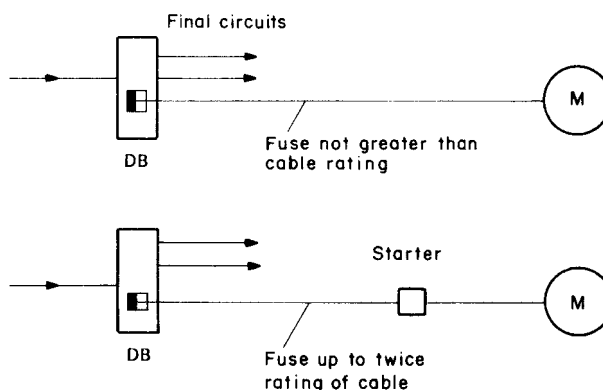 Final circuits
M
Fuse not greater than
cable rating
DB
Starter
M
DB
Fuse up to twice
rating of cable